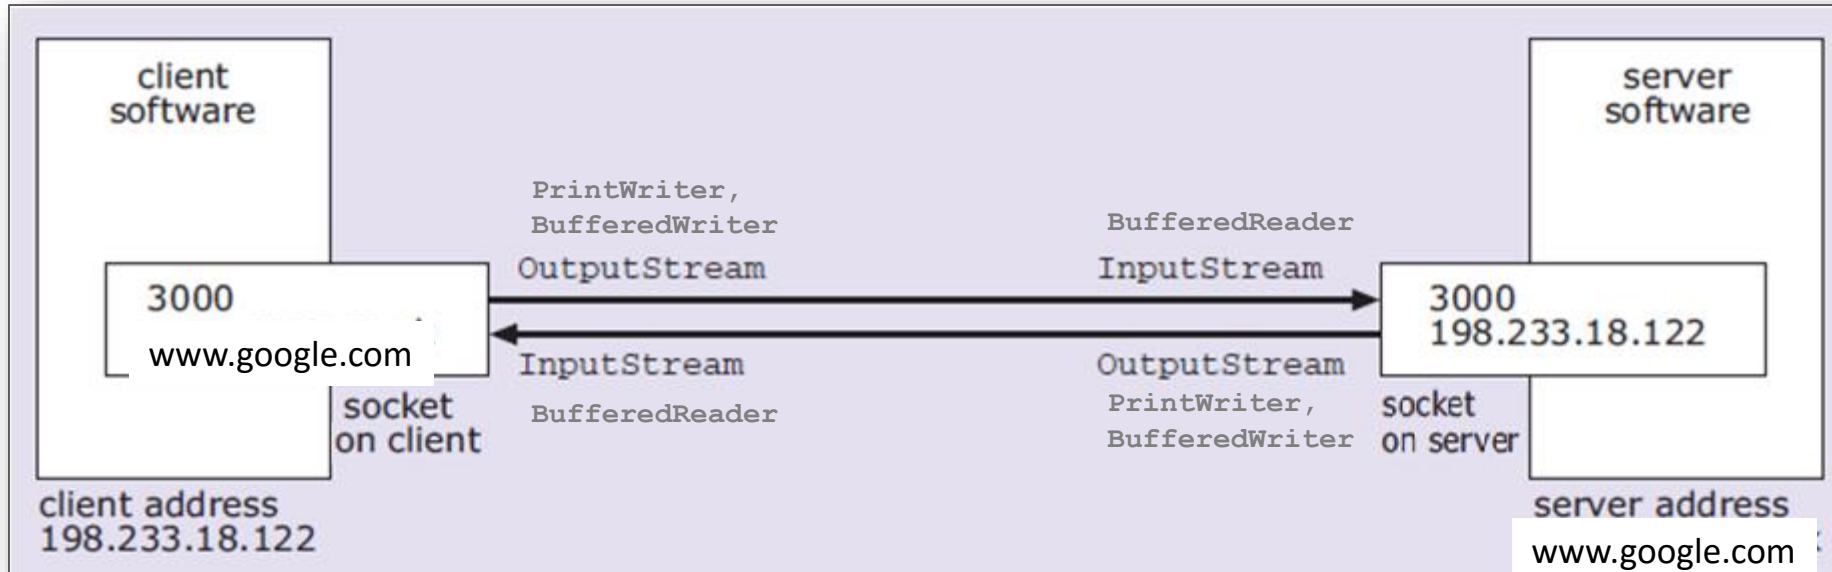 client
software
server
software
PrintWriter,
BufferedWriter
BufferedReader
OutputStream
InputStream
3000
www.google.com
3000
198.233.18.122
InputStream
OutputStream
BufferedReader
PrintWriter,
BufferedWriter
socket
on client
socket
on server
client address
198.233.18.122
server address
www.google.com